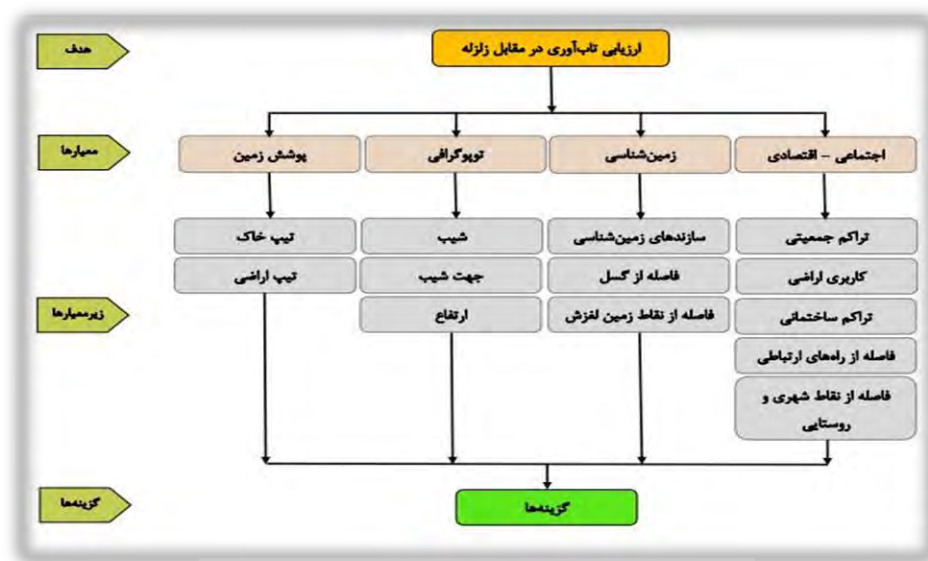 هدف
ارزیابی تاب‌آوری در مقابل زلزله
معیارها
اجتماعی – اقتصادی
زمین‌شناسی
توپوگرافی
پوشش زمین
زیرمعیارها
تراکم جمعیتی
کاربری اراضی
تراکم ساختمانی
فاصله از راه‌های ارتباطی
فاصله از نقاط شهری و
روستایی
سازندهای زمین‌شناسی
فاصله از گسل
فاصله از نقاط زمین لغزش
شیب
جهت شیب
ارتفاع
تیپ خاک
تیپ اراضی
گزینه‌ها
گزینه‌ها